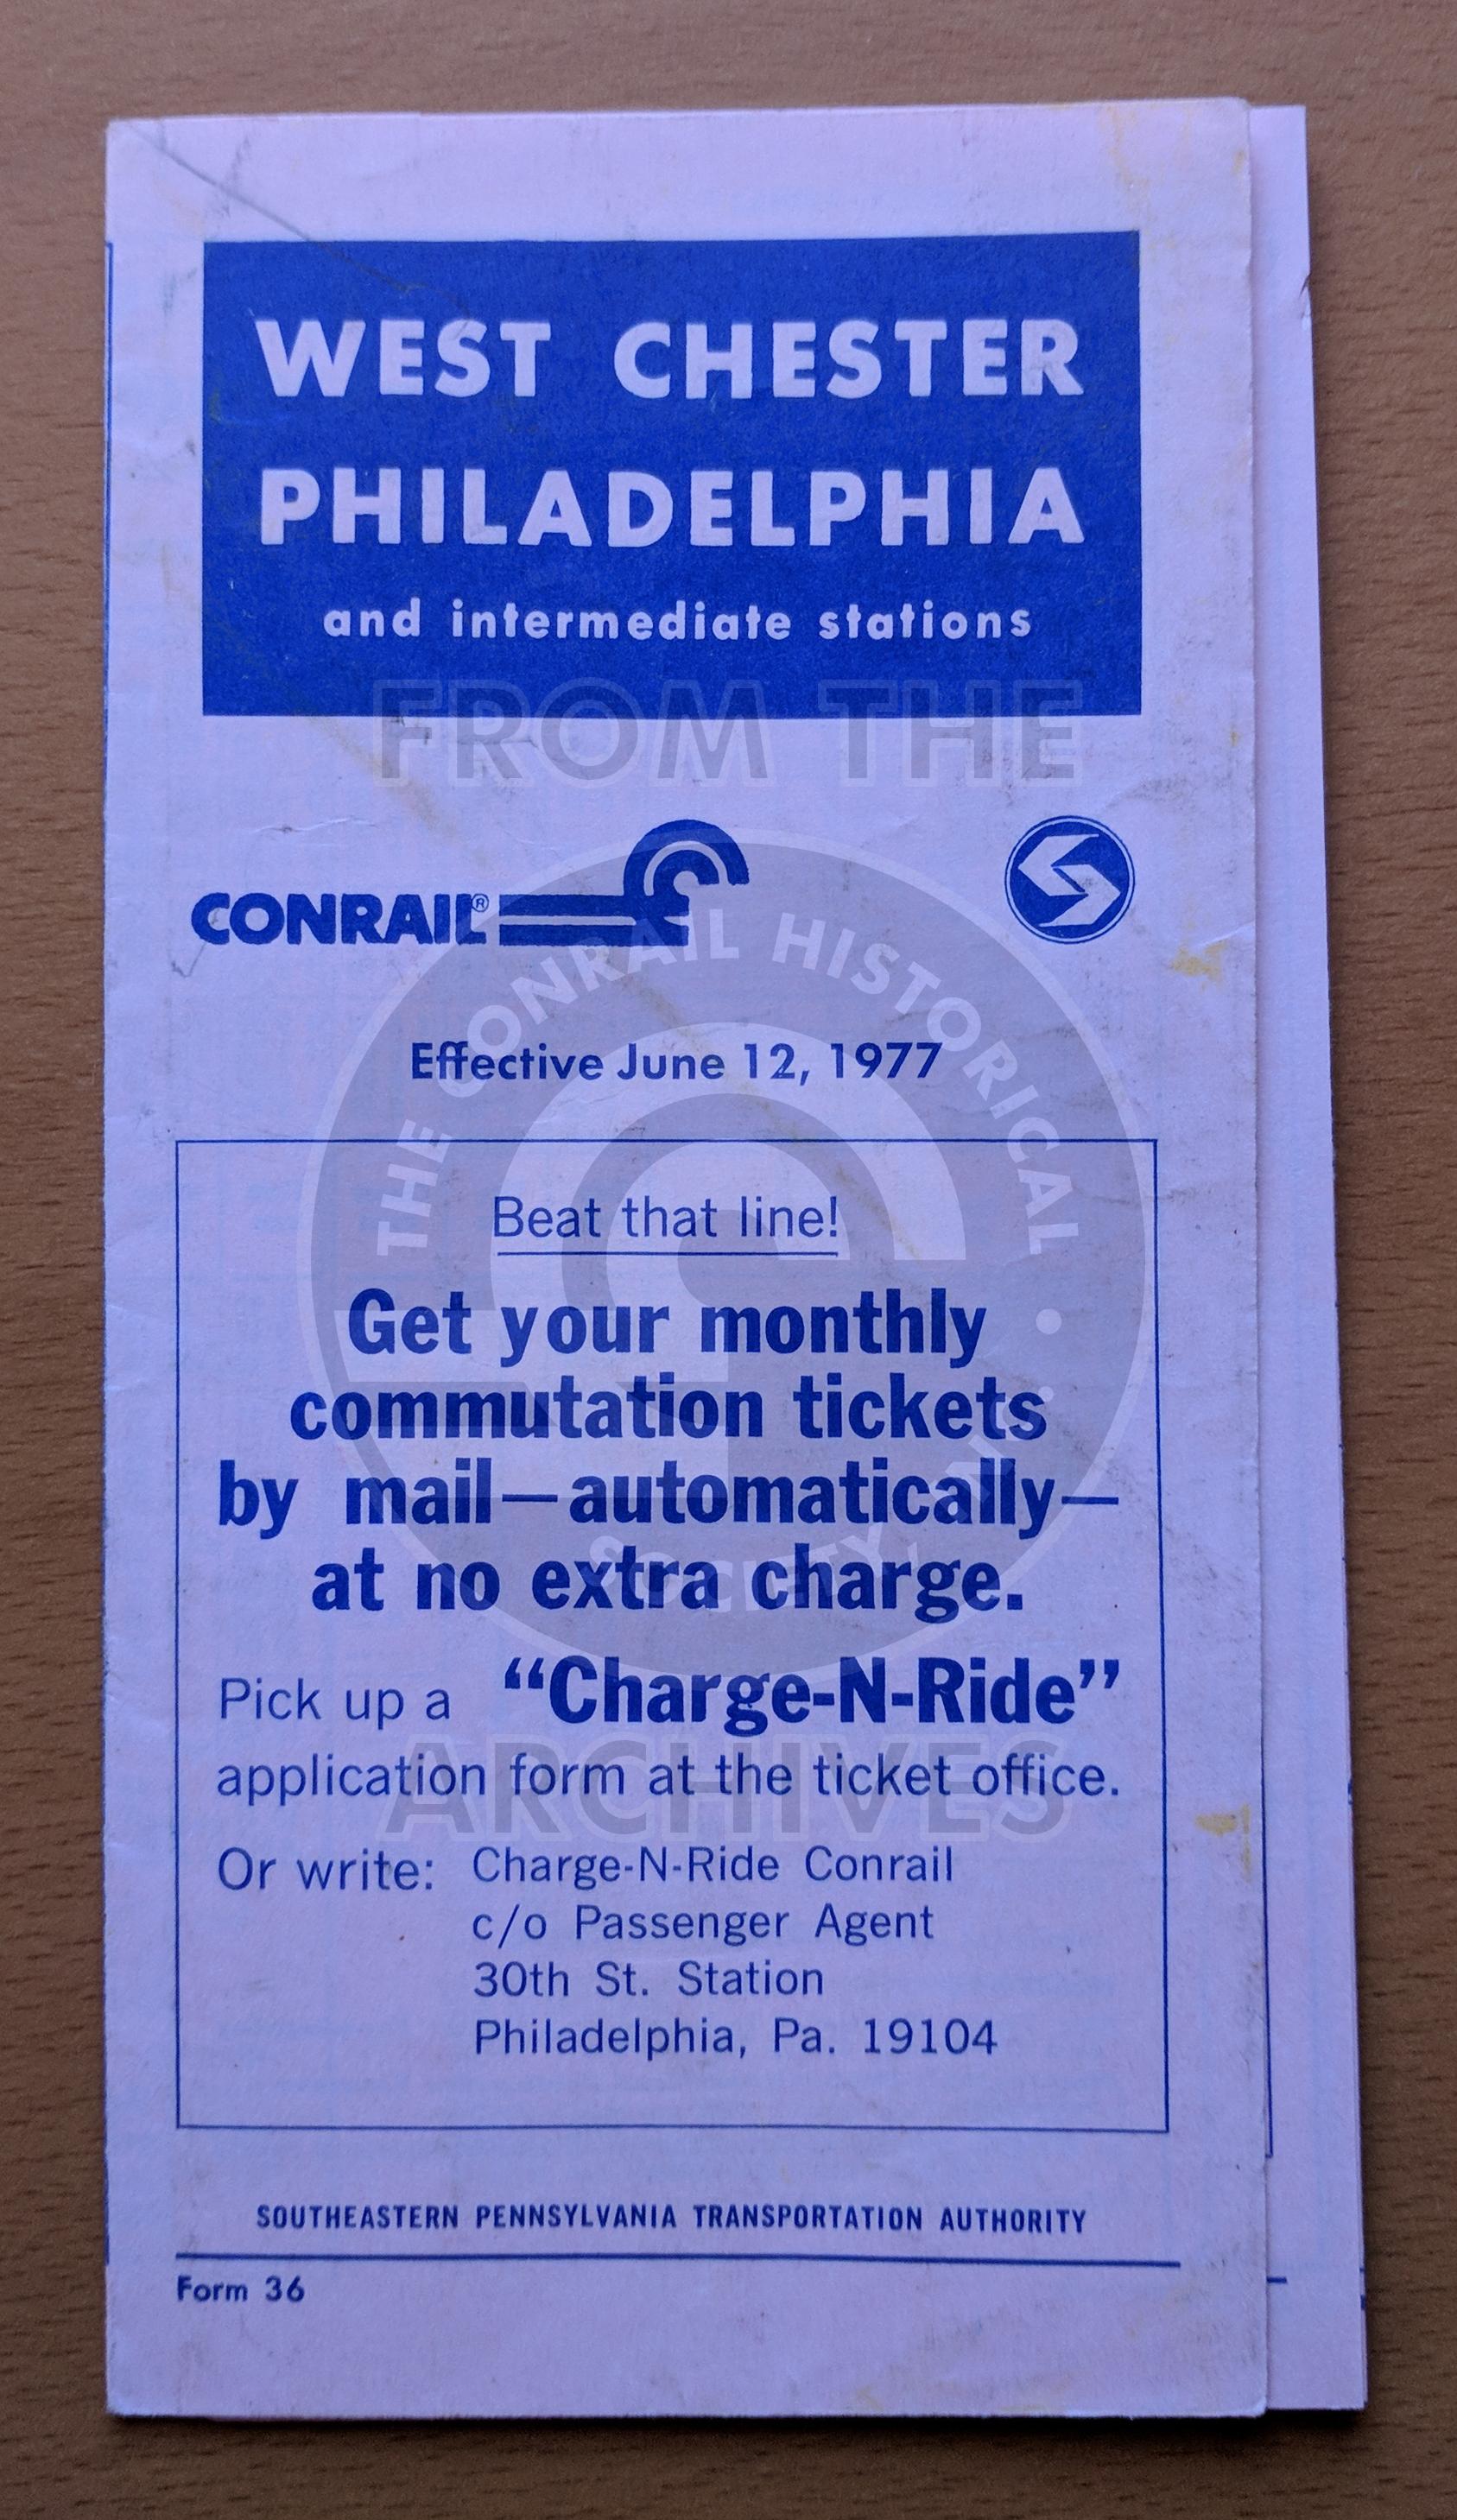 WEST CHESTER
PHILADELPHIA
and intermediate stations
FROM THE
CONRAIL®
THE CONRAIL HISTORICAL
SOCIETY
Effective June 12, 1977
Beat that line!
Get your monthly
commutation tickets
by mail—automatically—
at no extra charge.
Pick up a "Charge-N-Ride"
application form at the ticket office.
ARCHIVES
Or write: Charge-N-Ride Conrail
c/o Passenger Agent
30th St. Station
Philadelphia, Pa. 19104
SOUTHEASTERN PENNSYLVANIA TRANSPORTATION AUTHORITY
Form 36